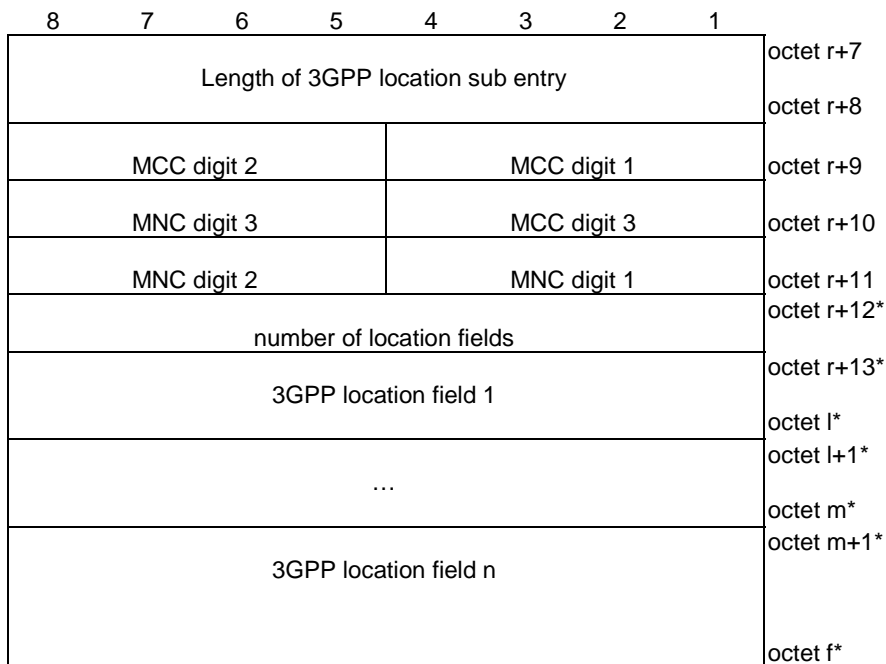 8 7 6 5 4 3 2 1
octet r+7
Length of 3GPP location sub entry
octet r+8
MCC digit 2 MCC digit 1 octet r+9
MNC digit 3 MCC digit 3 octet r+10
MNC digit 2 MNC digit 1 octet r+11
octet r+12*
number of location fields
octet r+13*
3GPP location field 1
octet l*
octet l+1*
…
octet m*
octet m+1*
3GPP location field n
octet f*